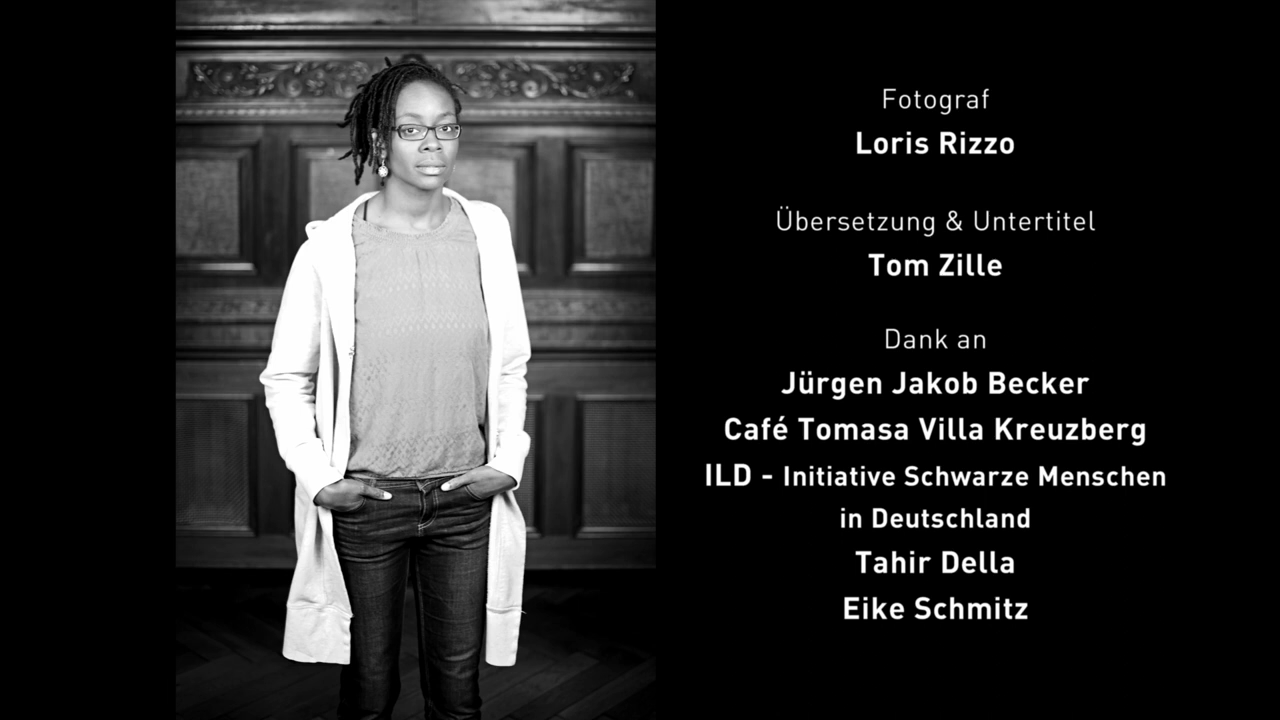 Fotograf
Loris Rizzo
Übersetzung & Untertitel
Tom Zille
Dank an
Jürgen Jakob Becker
Café Tomasa Villa Kreuzberg
ILD - Initiative Schwarze Menschen
in Deutschland
Tahir Della
Eike Schmitz